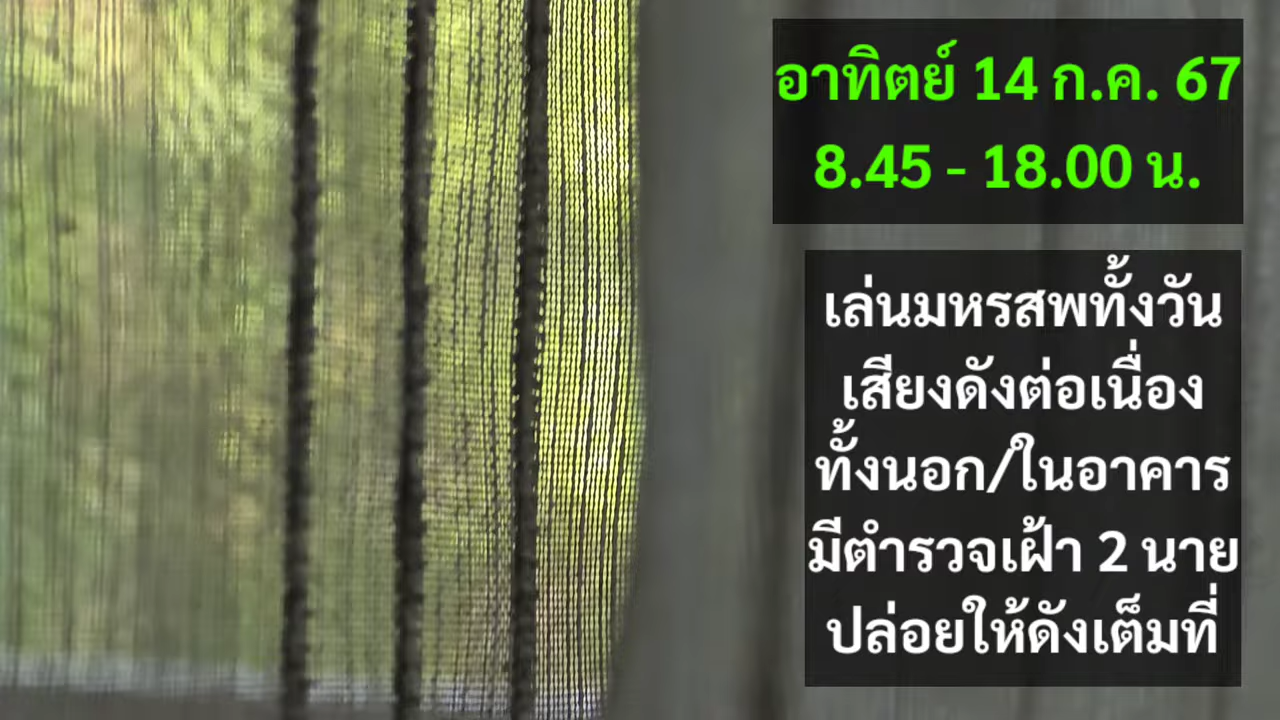 อาทิตย์ 14 ก.ค. 67
8.45 - 18.00 น.
เล่นมหรสพทั้งวัน
เสียงดังต่อเนื่อง
ทั้งนอก/ในอาคาร
มีตำรวจเฝ้า 2 นาย
ปล่อยให้ดังเต็มที่